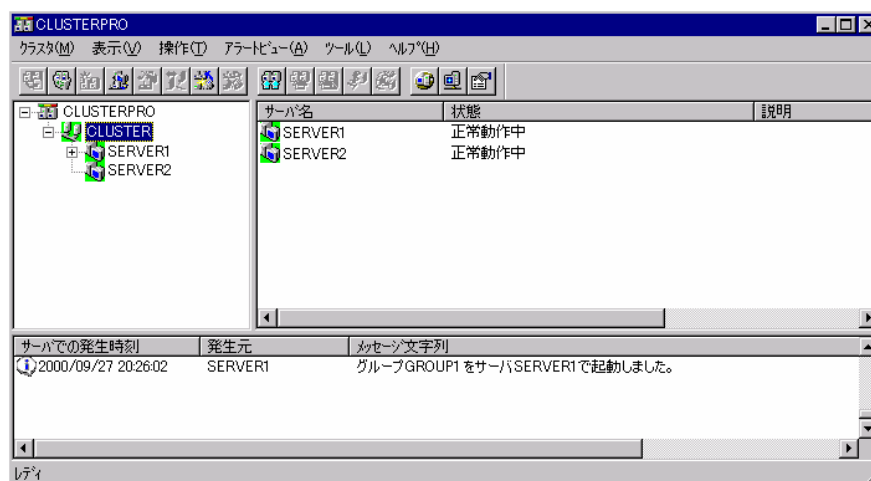 CLUSTERPRO
ｸﾗｽﾀ(M) 表示(V) 操作(T) ｱﾗｰﾄﾋﾞｭｰ(A) ﾂｰﾙ(L) ﾍﾙﾌﾟ(H)
CLUSTERPRO
CLUSTER
SERVER1
SERVER2
サーバ名 状態 説明
SERVER1 正常動作中
SERVER2 正常動作中
サーバでの発生時刻 発生元 メッセージ文字列
2000/09/27 20:26:02 SERVER1 グループGROUP1 をサーバSERVER1で起動しました。
ﾚﾃﾞｨ